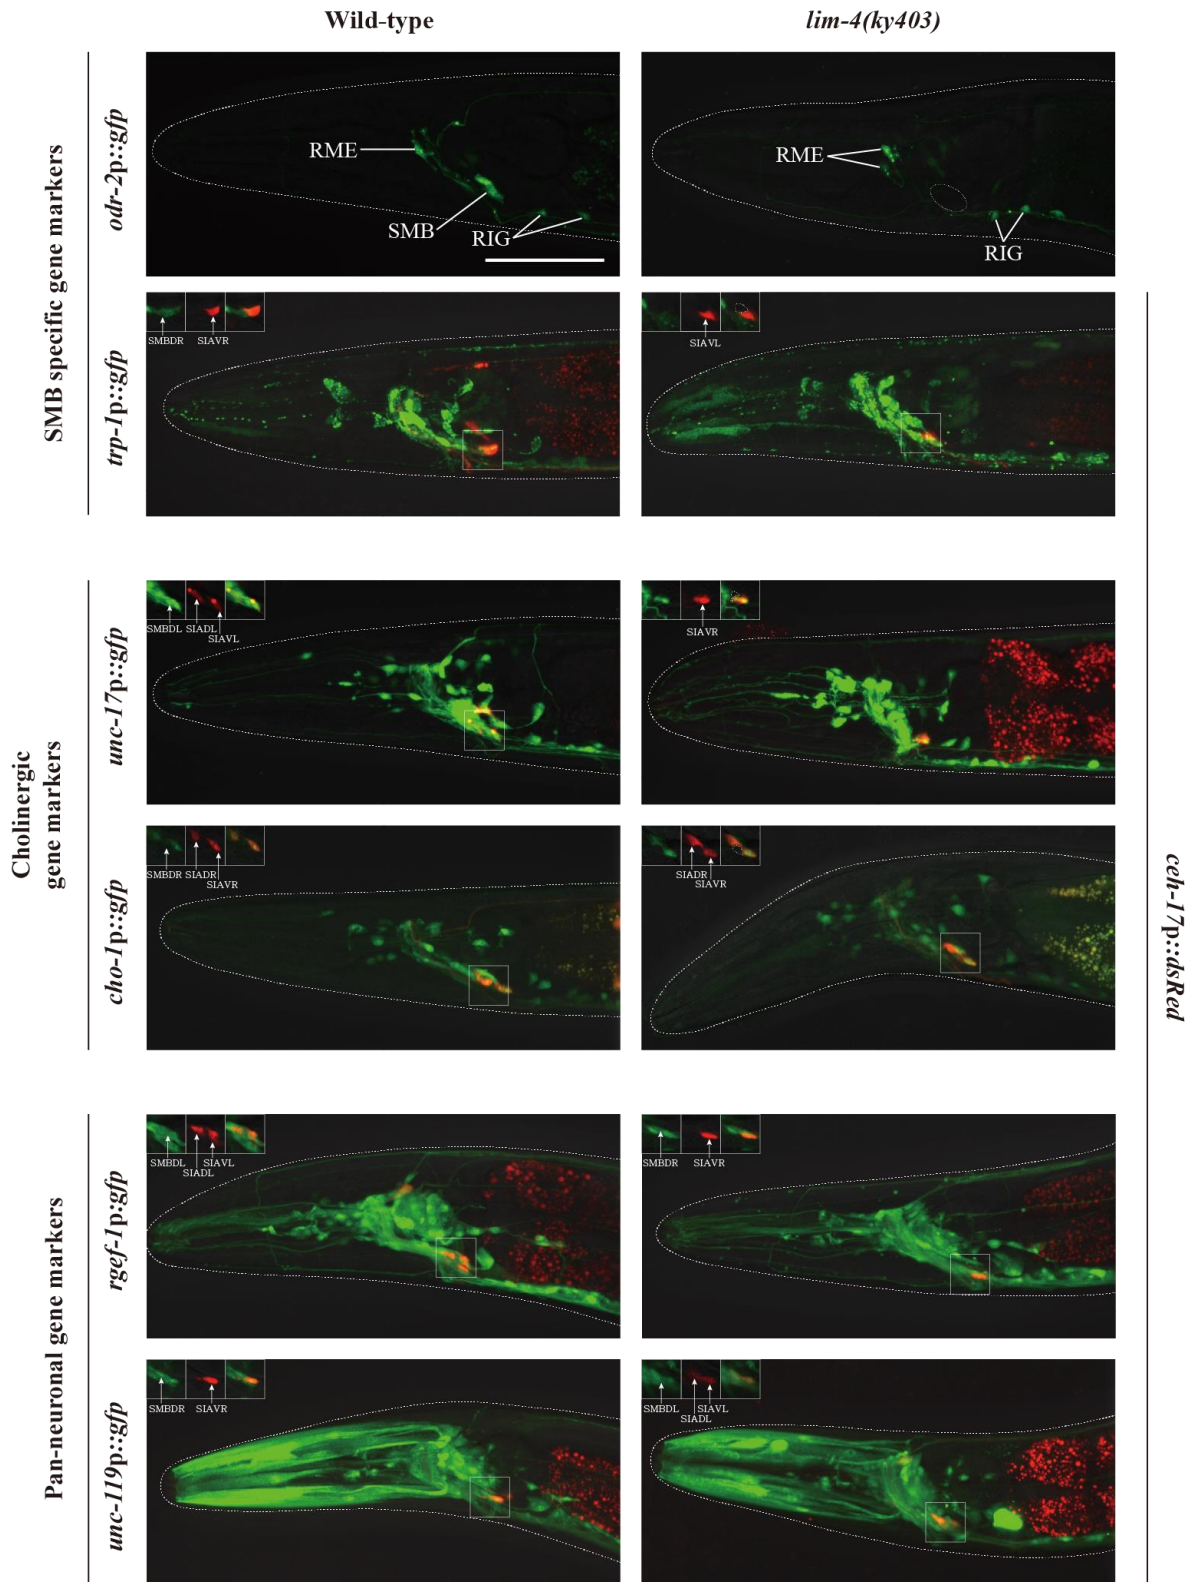 Wild-type
lim-4(ky403)
SMB specific gene markers
odr-2p::gfp
RME
SMB
RIG
RME
RIG
trp-1p::gfp
SMBDR
SIAVR
SIAVL
Cholinergic
gene markers
unc-17p::gfp
SMBDL
SIADL
SIAVL
SIAVR
cho-1p::gfp
SMBDR
SIADR
SIAVR
SIADR
SIAVR
ceh-17p::dsRed
Pan-neuronal gene markers
rgef-1p:gfp
SMBDL
SIAVL
SIADL
SMBDR
SIAVR
unc-119p::gfp
SMBDR
SIAVR
SMBDL
SIAVL
SIADL